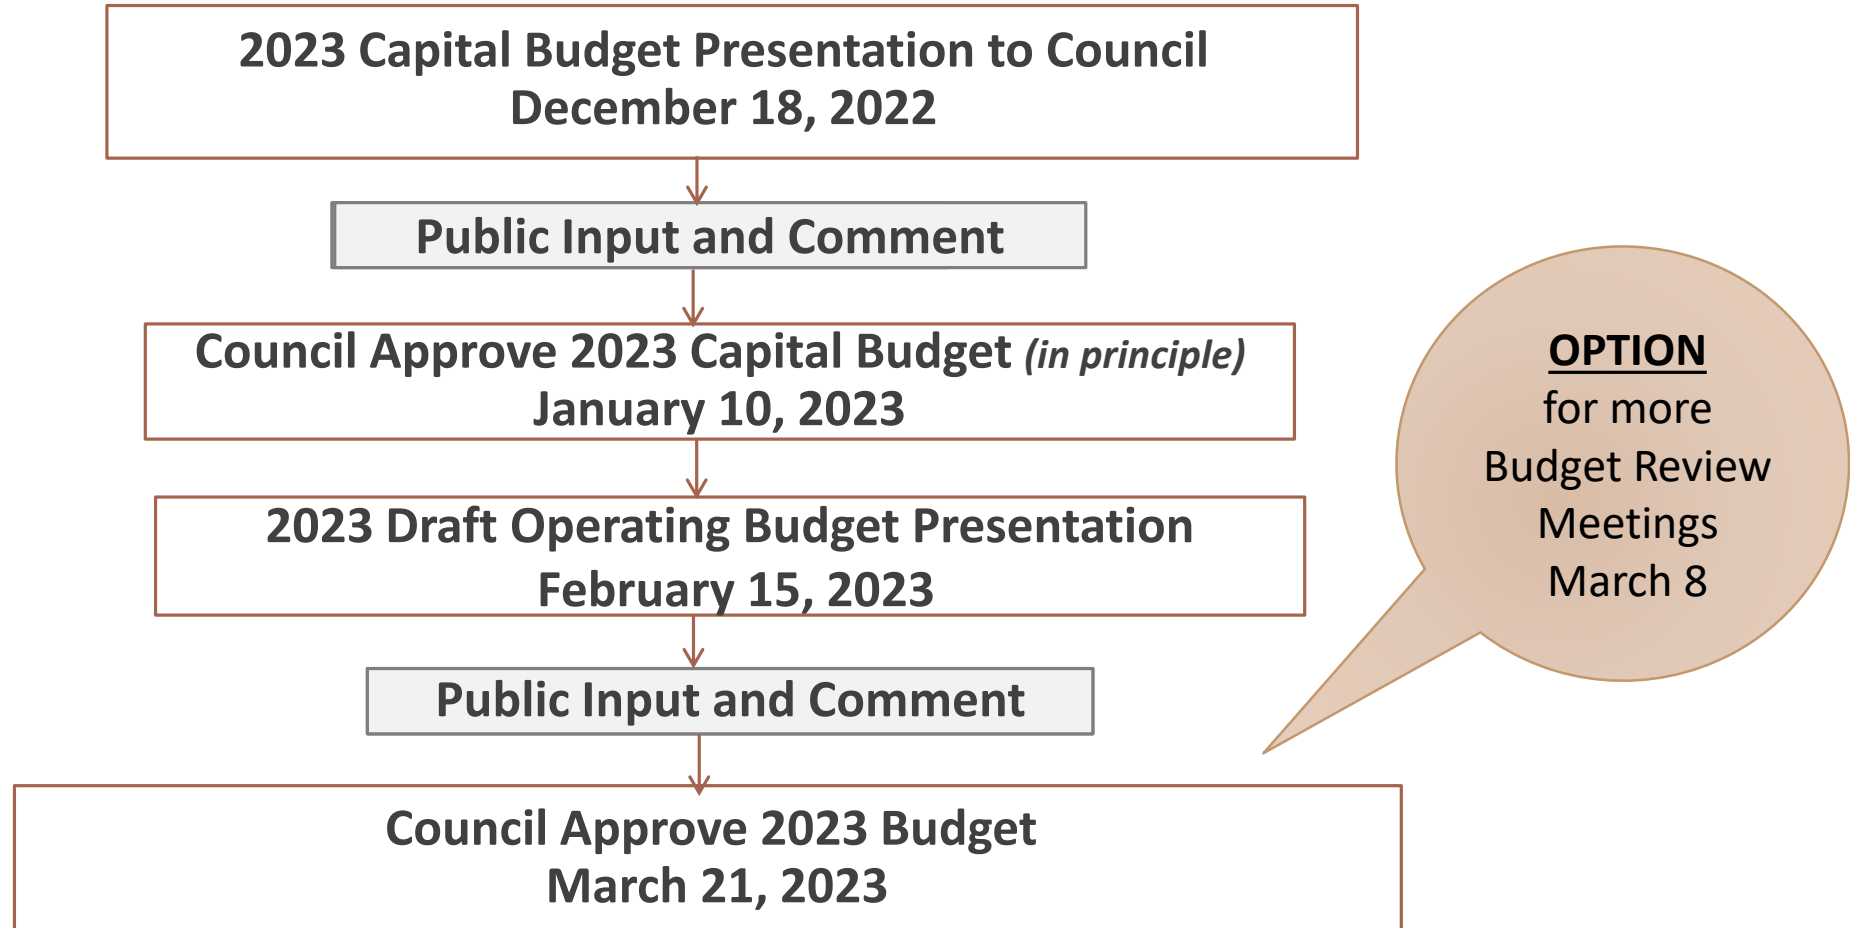 2023 Capital Budget Presentation to Council
December 18, 2022
Public Input and Comment
Council Approve 2023 Capital Budget (in principle)
January 10, 2023
2023 Draft Operating Budget Presentation
February 15, 2023
Public Input and Comment
Council Approve 2023 Budget
March 21, 2023
OPTION
for more
Budget Review
Meetings
March 8